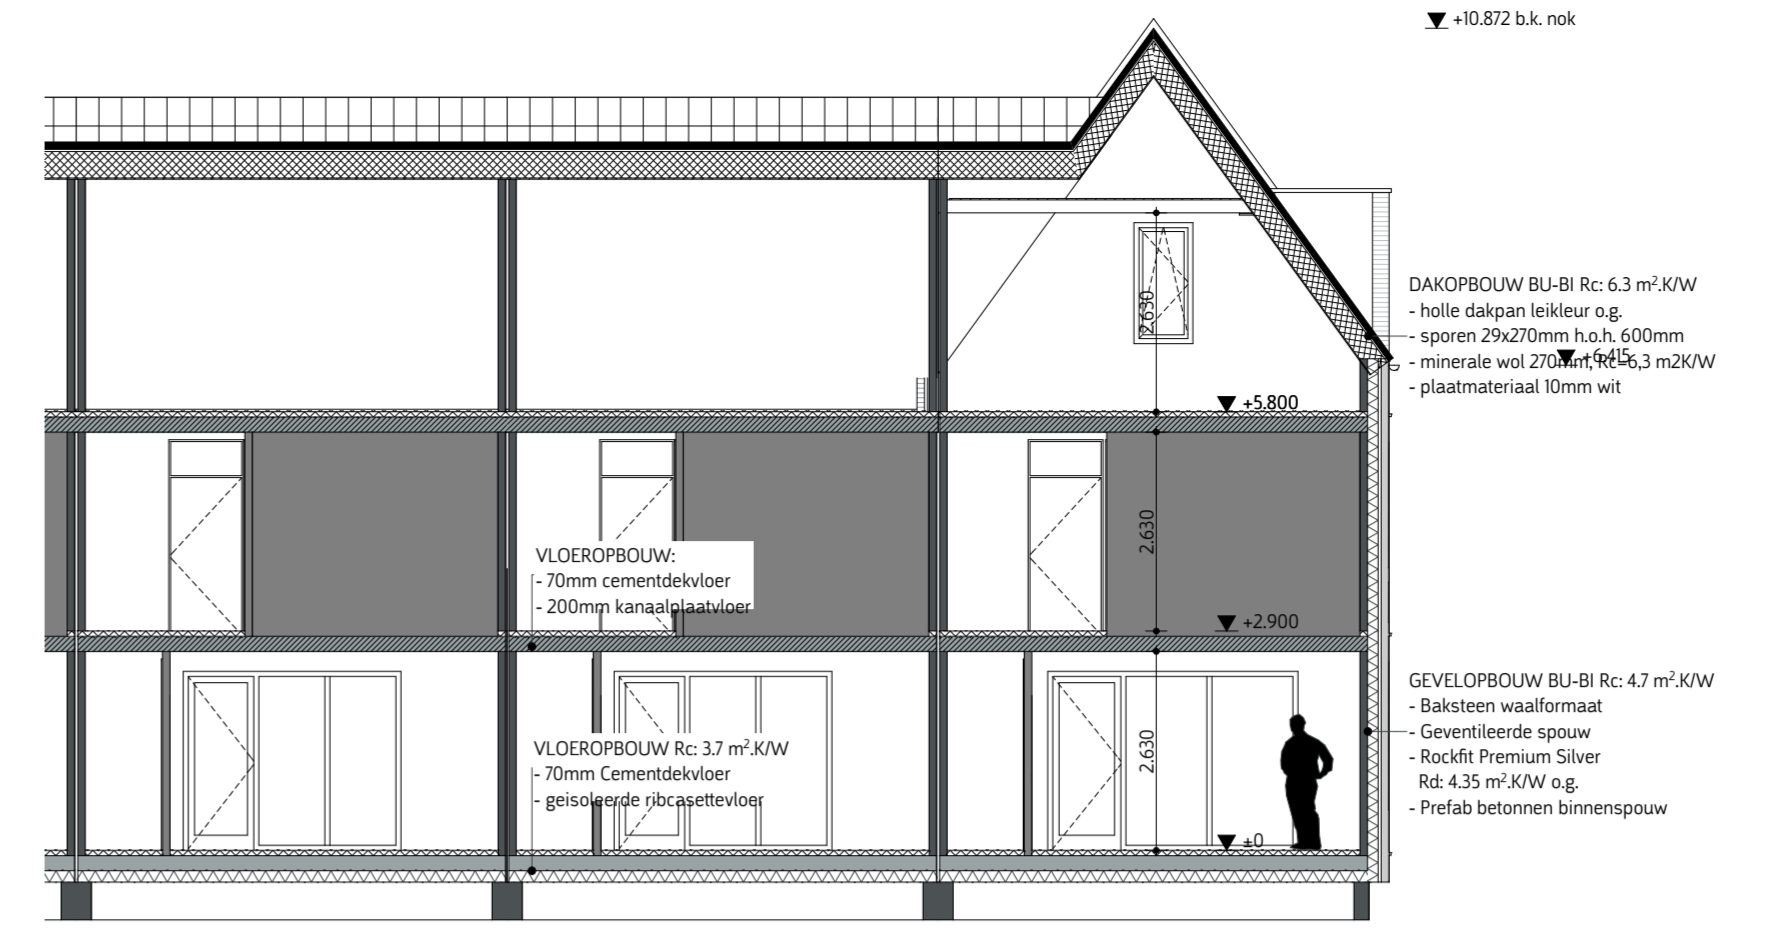 +10.872 b.k. nok
DAKOPBOUW BU-BI Rc: 6.3 m².K/W
- holle dakpan leikleur o.g.
- sporen 29x270mm h.o.h. 600mm
- minerale wol 270mm, Rc=6,3 m2K/W
- plaatmateriaal 10mm wit
+6.415
2.630
+5.800
2.630
VLOEROPBOUW:
- 70mm cementdekvloer
- 200mm kanaalplaatvloer
+2.900
GEVELOPBOUW BU-BI Rc: 4.7 m².K/W
- Baksteen waalformaat
- Geventileerde spouw
- Rockfit Premium Silver
Rd: 4.35 m².K/W o.g.
- Prefab betonnen binnenspouw
2.630
VLOEROPBOUW Rc: 3.7 m².K/W
- 70mm Cementdekvloer
- geisoleerde ribcasettevloer
±0